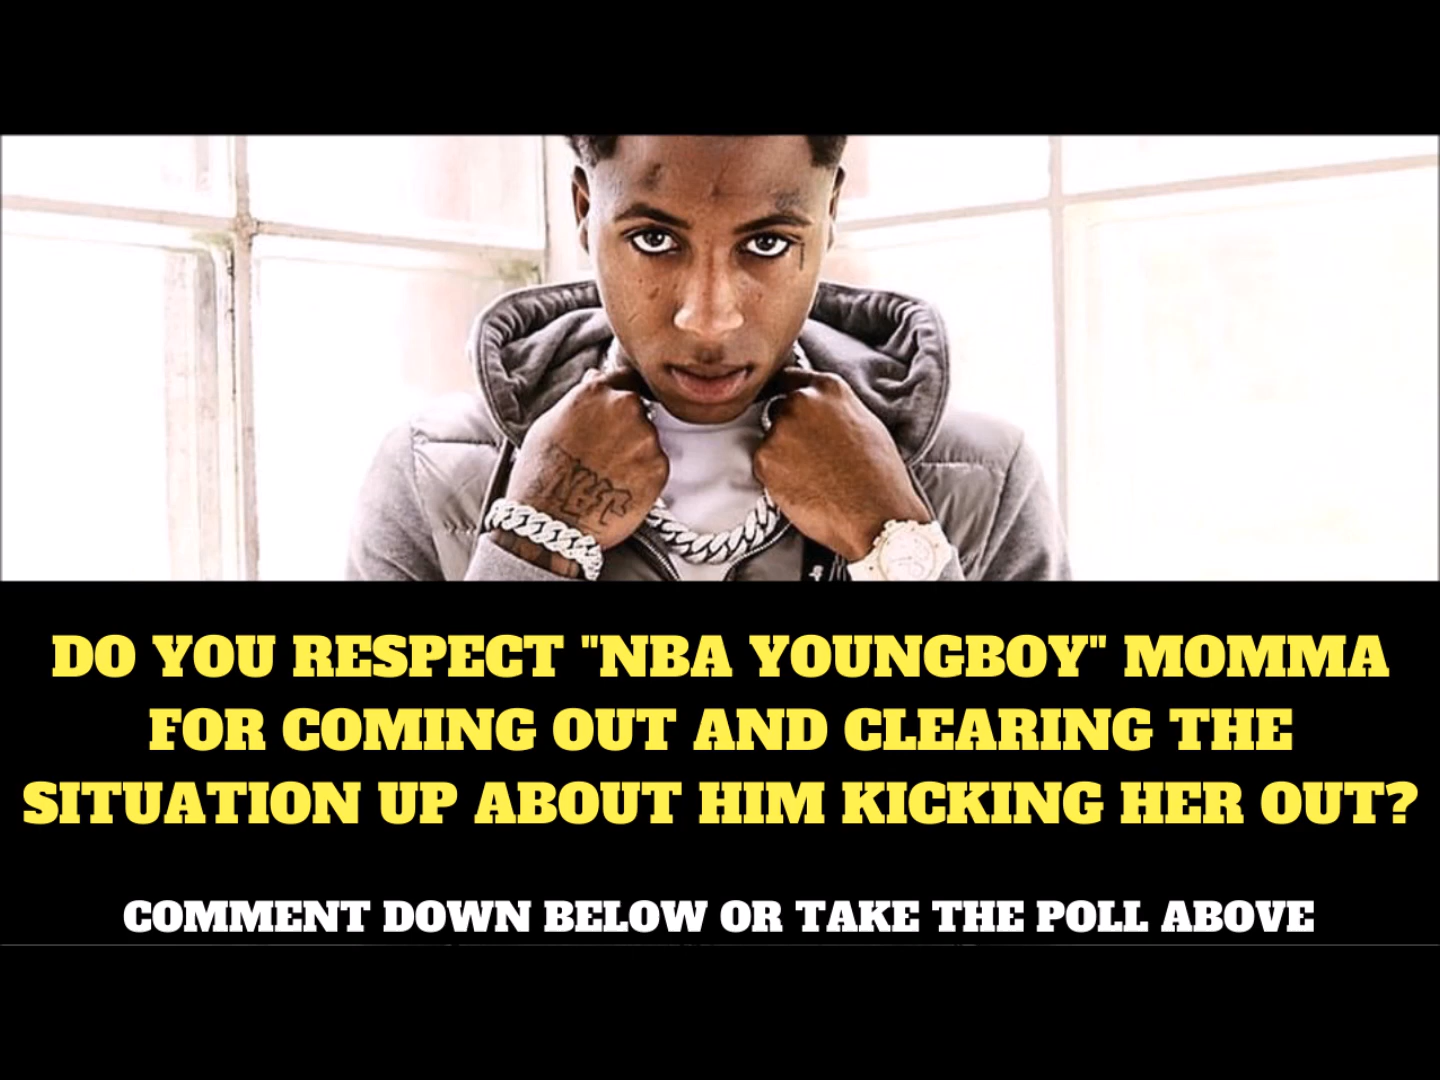 DO YOU RESPECT "NBA YOUNGBOY" MOMMA
FOR COMING OUT AND CLEARING THE
SITUATION UP ABOUT HIM KICKING HER OUT?
COMMENT DOWN BELOW OR TAKE THE POLL ABOVE